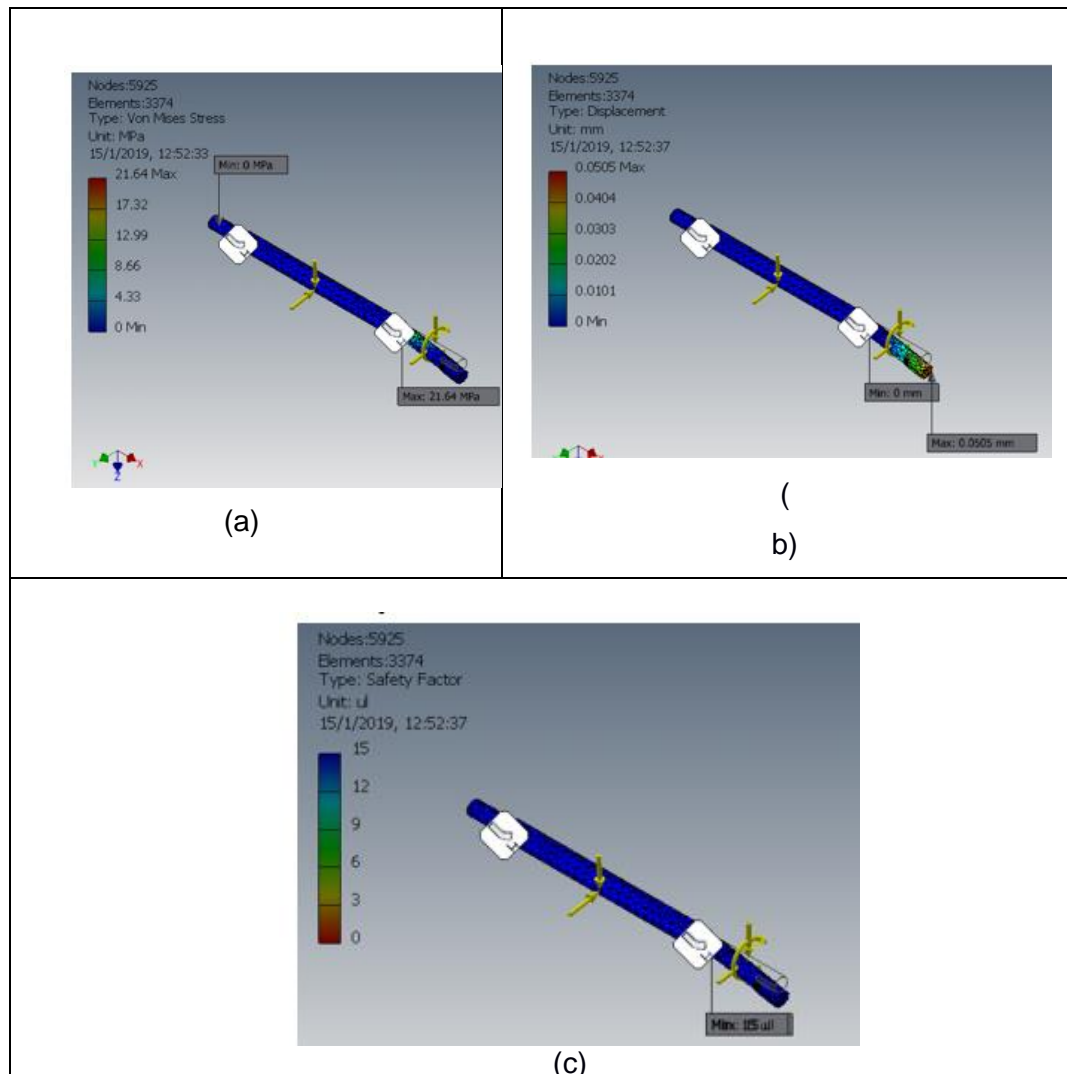 Nodes:5925
Elements:3374
Type: Von Mises Stress
Unit: MPa
15/1/2019, 12:52:33
21.64 Max
17.32
12.99
8.66
4.33
0 Min
Min: 0 MPa
Max: 21.64 MPa
Y
X
Z
(a)
Nodes:5925
Elements:3374
Type: Displacement
Unit: mm
15/1/2019, 12:52:37
0.0505 Max
0.0404
0.0303
0.0202
0.0101
0 Min
Min: 0 mm
Max: 0.0505 mm
(
b)
Nodes:5925
Elements:3374
Type: Safety Factor
Unit: ul
15/1/2019, 12:52:37
15
12
9
6
3
0
15 ul
(c)